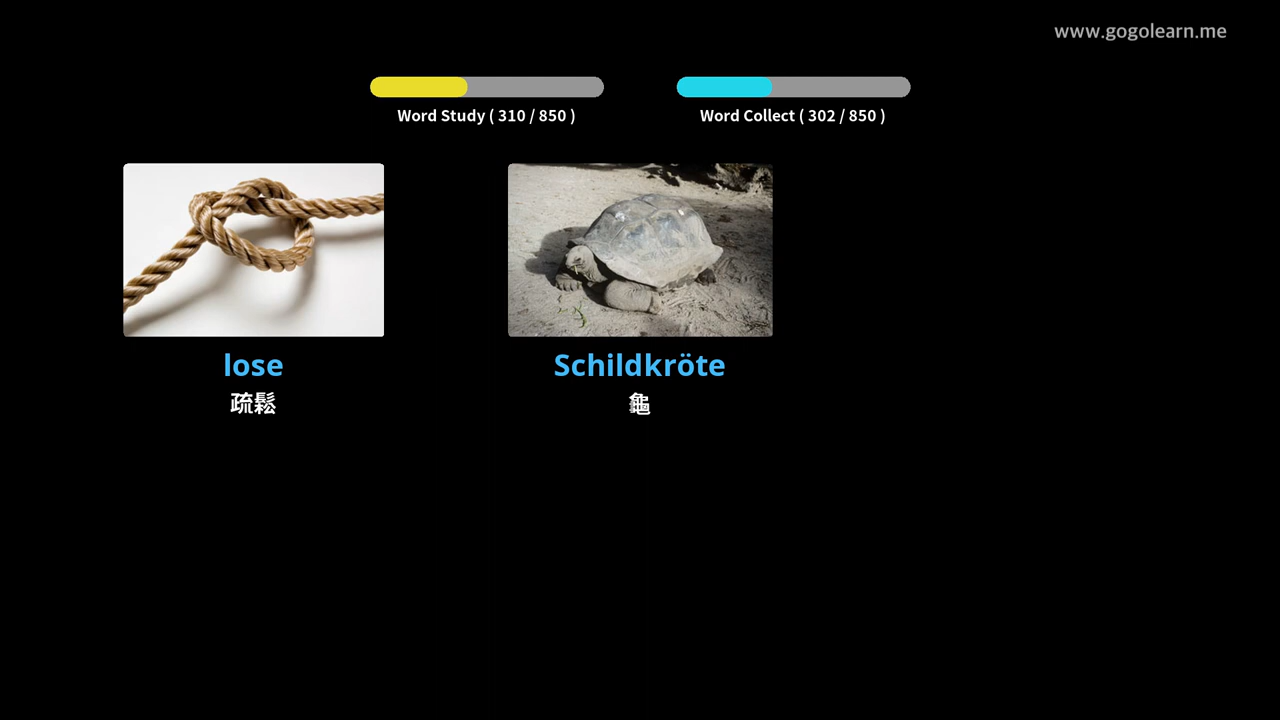 www.gogolearn.me
Word Study ( 310 / 850 )
Word Collect ( 302 / 850 )
lose
疏鬆
Schildkröte
龜